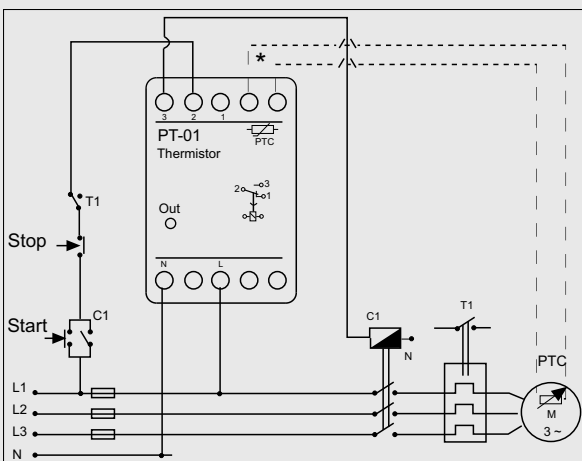 *
3 2 1
PT-01
PTC
Thermistor
T1
2 3
1
Out
Stop
N L
Start
C1
C1
T1
N
PTC
L1
L2
M
L3
3 ~
N